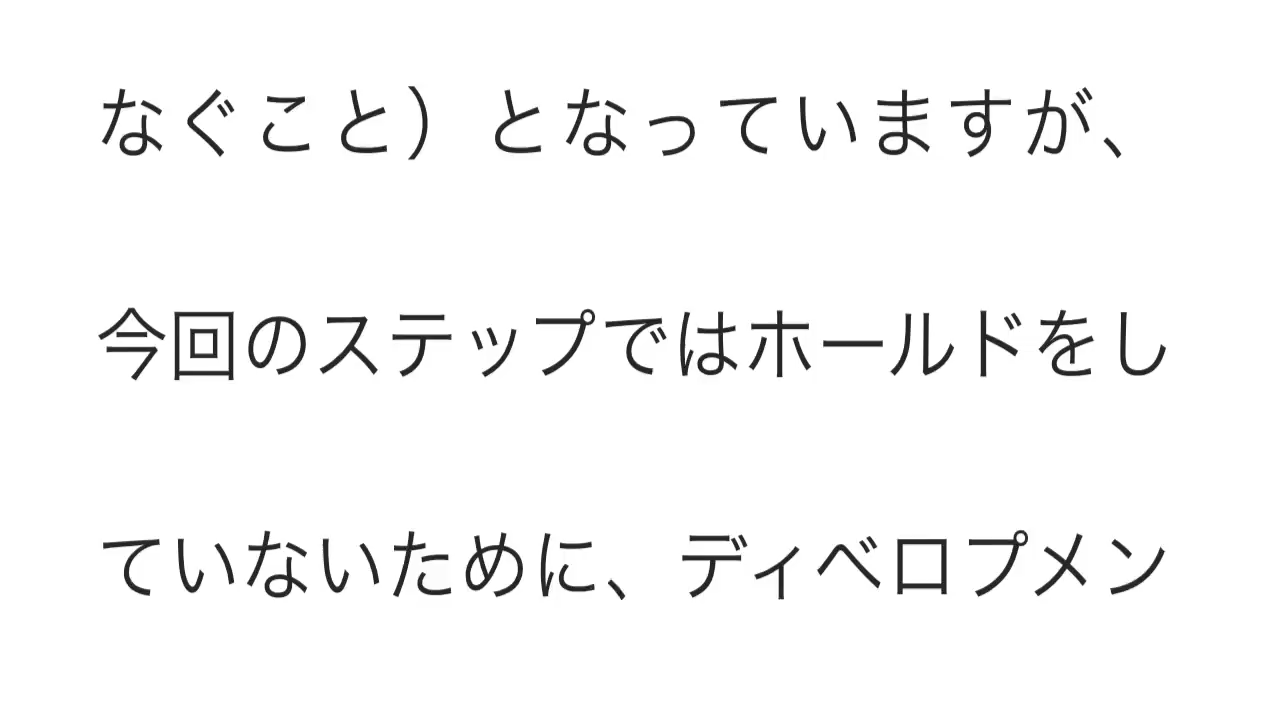 なぐこと）となっていますが、
今回のステップではホールドをし
ていないために、ディベロプメン